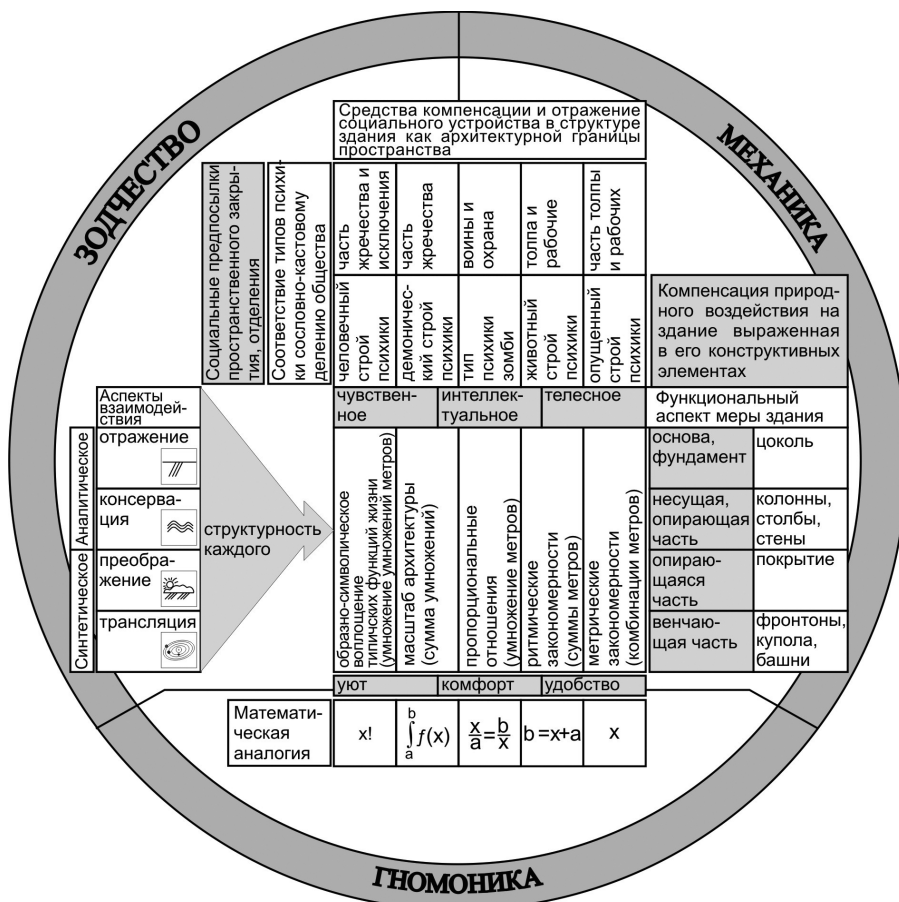 ЗОДЧЕСТВО
МЕХАНИКА
ГНОМОНИКА
Средства компенсации и отражение
социального устройства в структуре
здания как архитектурной границы
пространства
Социальные предпосылки
пространственного закры-
тия, отделения
Соответствие типов психи-
ки сословно-кастовому
делению общества
часть
жречества и
исключения
часть
жречества
воины и
охрана
толпа и
рабочие
часть толпы
и рабочих
человечный
строй
психики
демоничес-
кий строй
психики
тип
психики
зомби
животный
строй
психики
опущенный
строй
психики
Компенсация природ-
ного воздействия на
здание выраженная
в его конструктивных
элементах
Аспекты
взаимодей-
ствия
чувствен-
ное
интеллек-
туальное
телесное
Функциональный
аспект меры здания
Аналитическое
Синтетическое
отражение
консерва-
ция
преобра-
жение
трансляция
структурность
каждого
образно-символическое
воплощение
типичских функций жизни
(умножение умножений метров)
масштаб архитектуры
(сумма умножений)
пропорциональные
отношения
(умножение метров)
ритмические
закономерности
(суммы метров)
метрические
закономерности
(комбинации метров)
основа,
фундамент
цоколь
несущая,
опирающая
часть
колонны,
столбы,
стены
опираю-
щаяся
часть
покрытие
венчаю-
щая часть
фронтоны,
купола,
башни
уют
комфорт
удобство
Математи-
ческая
аналогия
x!
b
∫ƒ(x)
a
x/a=b/x
b=x+a
x